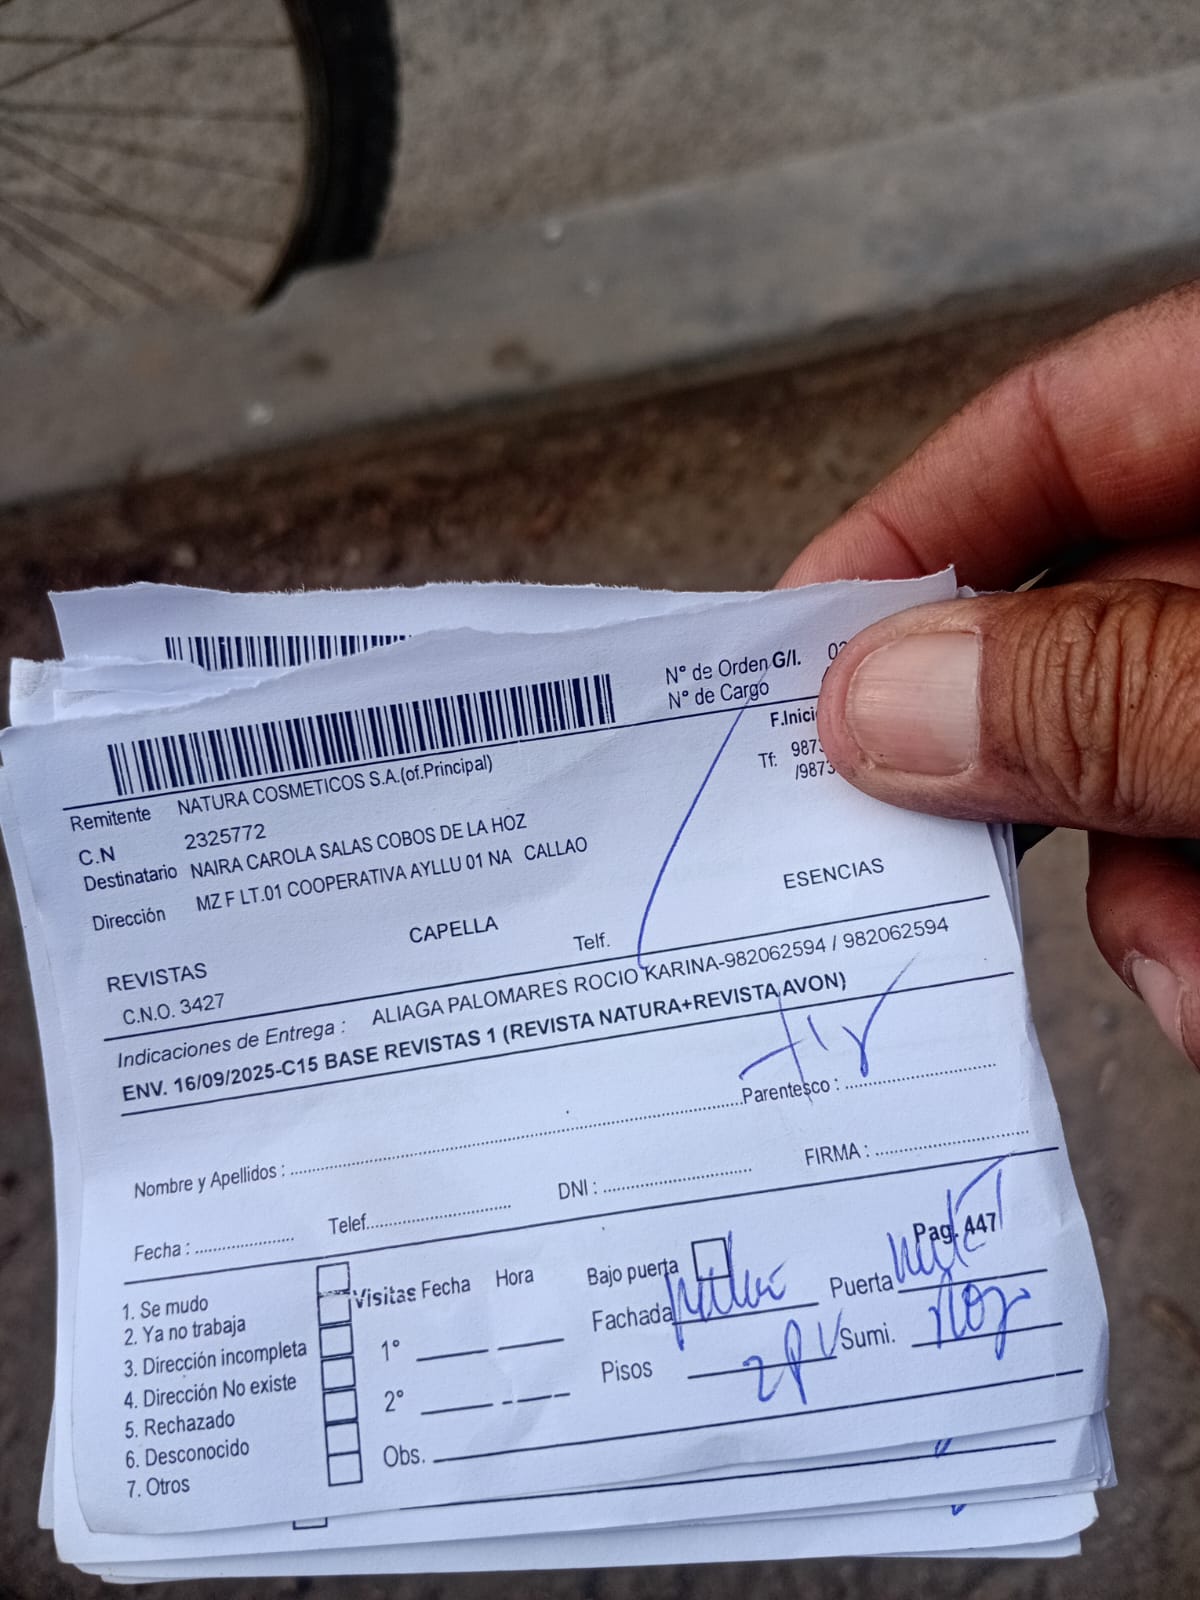 Nº de Orden G/I.
Nº de Cargo
F.Inici
Tf: 987
/987
Remitente NATURA COSMETICOS S.A.(of.Principal)
C.N 2325772
Destinatario NAIRA CAROLA SALAS COBOS DE LA HOZ
Dirección MZ F LT.01 COOPERATIVA AYLLU 01 NA CALLAO
CAPELLA ESENCIAS
REVISTAS Telf.
C.N.O. 3427
Indicaciones de Entrega : ALIAGA PALOMARES ROCIO KARINA-982062594 / 982062594
ENV. 16/09/2025-C15 BASE REVISTAS 1 (REVISTA NATURA+REVISTA AVON)
Nombre y Apellidos : Parentesco :
Fecha : Telef. DNI : FIRMA :
Pag. 447
1. Se mudo
2. Ya no trabaja
3. Dirección incompleta
4. Dirección No existe
5. Rechazado
6. Desconocido
7. Otros
Visitas Fecha Hora
1°
2°
Obs.
Bajo puerta
Fachada Puerta
Pisos 2P Sumi.